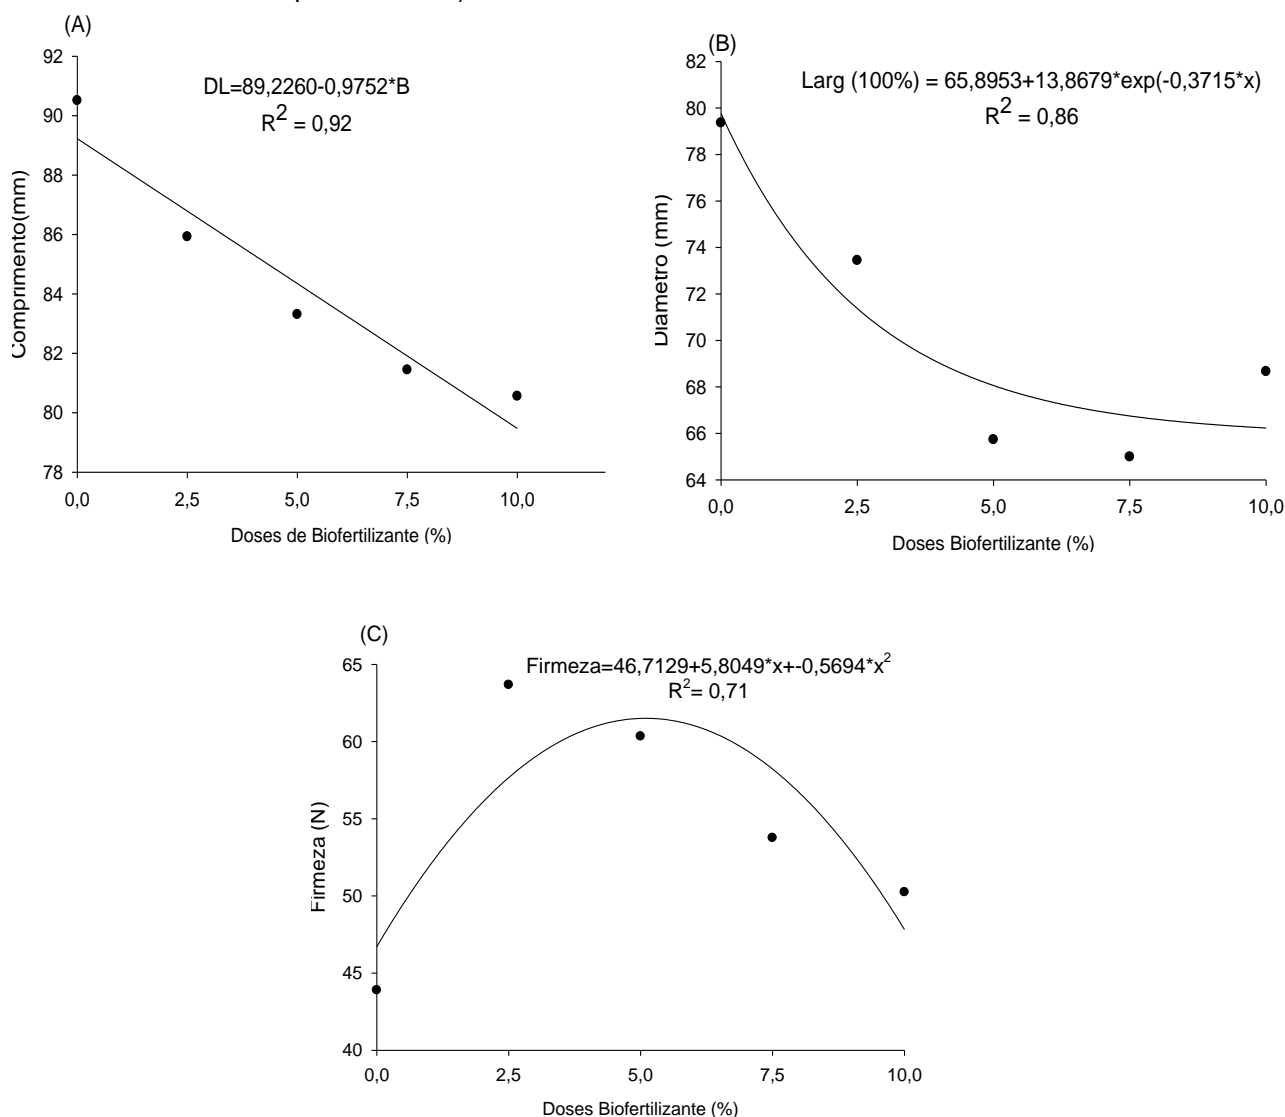 (A)
92
90
88
86
84
82
80
78
Comprimento(mm)
DL=89,2260-0,9752*B
R2 = 0,92
0,0 2,5 5,0 7,5 10,0
Doses de Biofertilizante (%)
(B)
82
80
78
76
74
72
70
68
66
64
Diametro (mm)
Larg (100%) = 65,8953+13,8679*exp(-0,3715*x)
R2 = 0,86
0,0 2,5 5,0 7,5 10,0
Doses Biofertilizante (%)
(C)
65
60
55
50
45
40
Firmeza (N)
Firmeza=46,7129+5,8049*x+-0,5694*x2
R2= 0,71
0,0 2,5 5,0 7,5 10,0
Doses Biofertilizante (%)